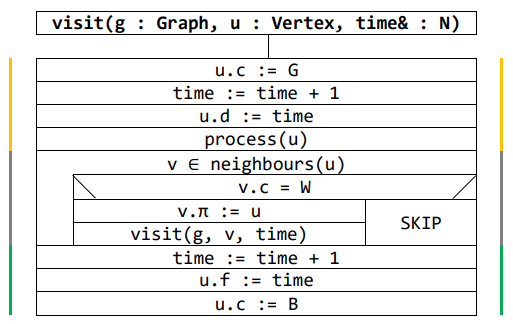 visit(g : Graph, u : Vertex, time& : N)
u.c := G
time := time + 1
u.d := time
process(u)
v ∈ neighbours(u)
v.c = W
v.π := u
SKIP
visit(g, v, time)
time := time + 1
u.f := time
u.c := B